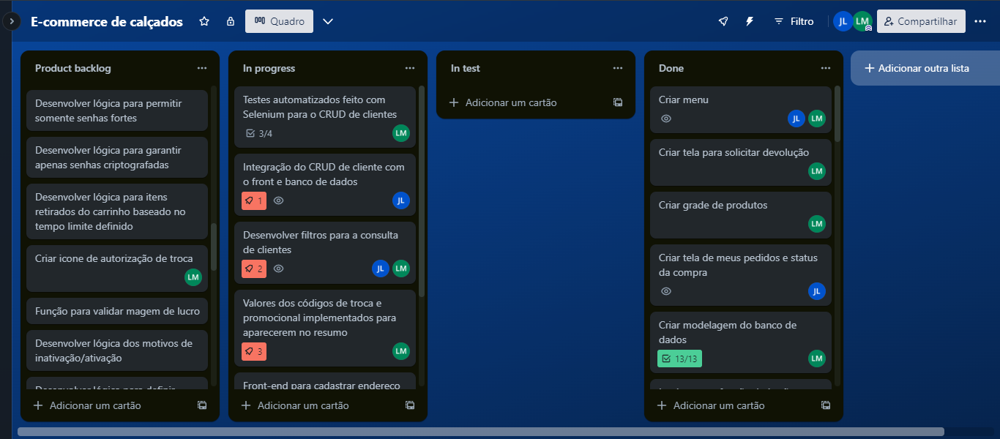 E-commerce de calçados
Quadro
Filtro
JL
LM
Compartilhar
Product backlog
Desenvolver lógica para permitir
somente senhas fortes
Desenvolver lógica para garantir
apenas senhas criptografadas
Desenvolver lógica para itens
retirados do carrinho baseado no
tempo limite definido
Criar icone de autorização de troca
LM
Função para validar magem de lucro
Desenvolver lógica dos motivos de
inativação/ativação
Desenvolver lógica para definir
Adicionar um cartão
In progress
Testes automatizados feito com
Selenium para o CRUD de clientes
3/4
LM
Integração do CRUD de cliente com
o front e banco de dados
1
JL
Desenvolver filtros para a consulta
de clientes
2
JL
LM
Valores dos códigos de troca e
promocional implementados para
aparecerem no resumo
3
LM
Front-end para cadastrar endereço
Adicionar um cartão
In test
Adicionar um cartão
Done
Criar menu
JL
LM
Criar tela para solicitar devolução
LM
Criar grade de produtos
LM
Criar tela de meus pedidos e status
da compra
JL
Criar modelagem do banco de
dados
13/13
LM
Adicionar um cartão
Adicionar outra lista